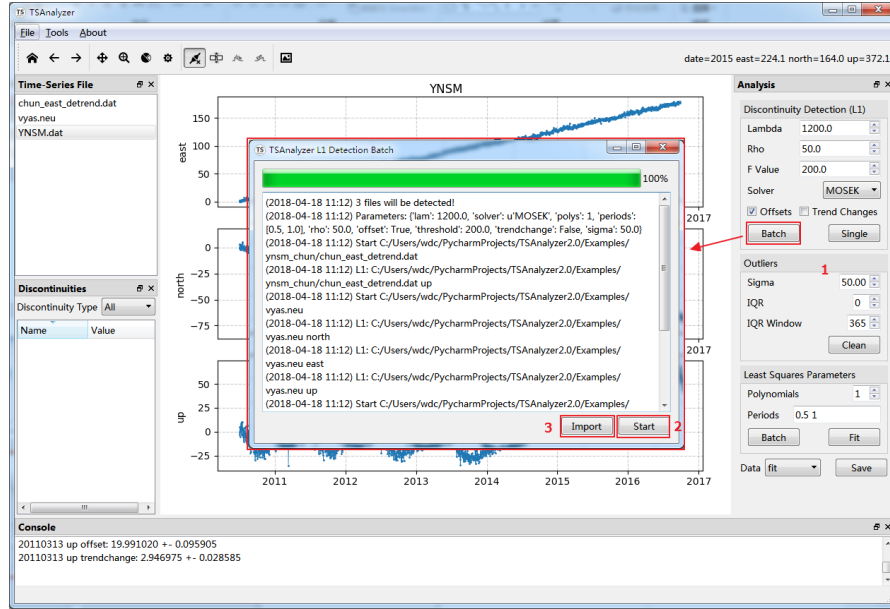 TS TSAnalyzer
File Tools About
date=2015 east=224.1 north=164.0 up=372.1
Time-Series File
chun_east_detrend.dat
vyas.neu
YNSM.dat
Discontinuities
Discontinuity Type All
Name Value
YNSM
150
100
50
0
east
2017
0
−25
−50
−75
north
2017
50
25
0
−25
up
2011 2012 2013 2014 2015 2016 2017
TS TSAnalyzer L1 Detection Batch
100%
(2018-04-18 11:12) 3 files will be detected!
(2018-04-18 11:12) Parameters: {'lam': 1200.0, 'solver': u'MOSEK', 'polys': 1, 'periods':
[0.5, 1.0], 'rho': 50.0, 'offset': True, 'threshold': 200.0, 'trendchange': False, 'sigma': 50.0}
(2018-04-18 11:12) Start C:/Users/wdc/PycharmProjects/TSAnalyzer2.0/Examples/
ynsm_chun/chun_east_detrend.dat
(2018-04-18 11:12) L1: C:/Users/wdc/PycharmProjects/TSAnalyzer2.0/Examples/
ynsm_chun/chun_east_detrend.dat up
(2018-04-18 11:12) Start C:/Users/wdc/PycharmProjects/TSAnalyzer2.0/Examples/
vyas.neu
(2018-04-18 11:12) L1: C:/Users/wdc/PycharmProjects/TSAnalyzer2.0/Examples/
vyas.neu north
(2018-04-18 11:12) L1: C:/Users/wdc/PycharmProjects/TSAnalyzer2.0/Examples/
vyas.neu east
(2018-04-18 11:12) L1: C:/Users/wdc/PycharmProjects/TSAnalyzer2.0/Examples/
vyas.neu up
(2018-04-18 11:12) Start C:/Users/wdc/PycharmProjects/TSAnalyzer2.0/Examples/
3 Import Start 2
Analysis
Discontinuity Detection (L1)
Lambda 1200.0
Rho 50.0
F Value 200.0
Solver MOSEK
Offsets Trend Changes
Batch Single
Outliers
1
Sigma 50.00
IQR 0
IQR Window 365
Clean
Least Squares Parameters
Polynomials 1
Periods 0.5 1
Batch Fit
Data fit Save
Console
20110313 up offset: 19.991020 +- 0.095905
20110313 up trendchange: 2.946975 +- 0.028585